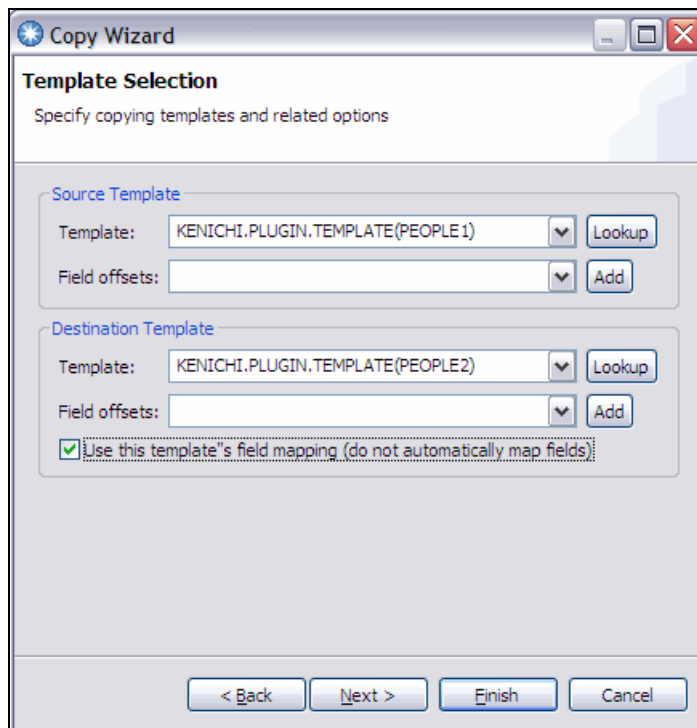 Copy Wizard
Template Selection
Specify copying templates and related options
Source Template
Template: KENICHI.PLUGIN.TEMPLATE(PEOPLE1) Lookup
Field offsets: Add
Destination Template
Template: KENICHI.PLUGIN.TEMPLATE(PEOPLE2) Lookup
Field offsets: Add
Use this template"s field mapping (do not automatically map fields)
< Back Next > Finish Cancel